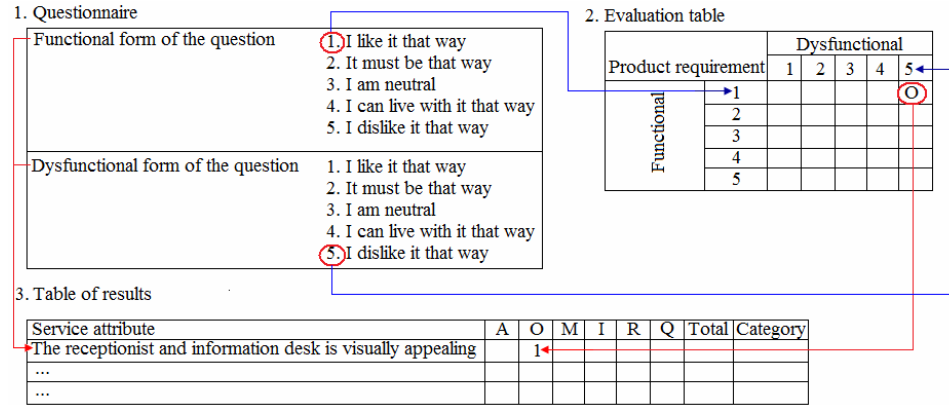 1. Questionnaire
Functional form of the question
1. I like it that way
2. It must be that way
3. I am neutral
4. I can live with it that way
5. I dislike it that way
Dysfunctional form of the question
1. I like it that way
2. It must be that way
3. I am neutral
4. I can live with it that way
5. I dislike it that way
2. Evaluation table
Dysfunctional
Product requirement 1 2 3 4 5
Functional
1 O
2
3
4
5
3. Table of results
Service attribute A O M I R Q Total Category
The receptionist and information desk is visually appealing 1
...
...